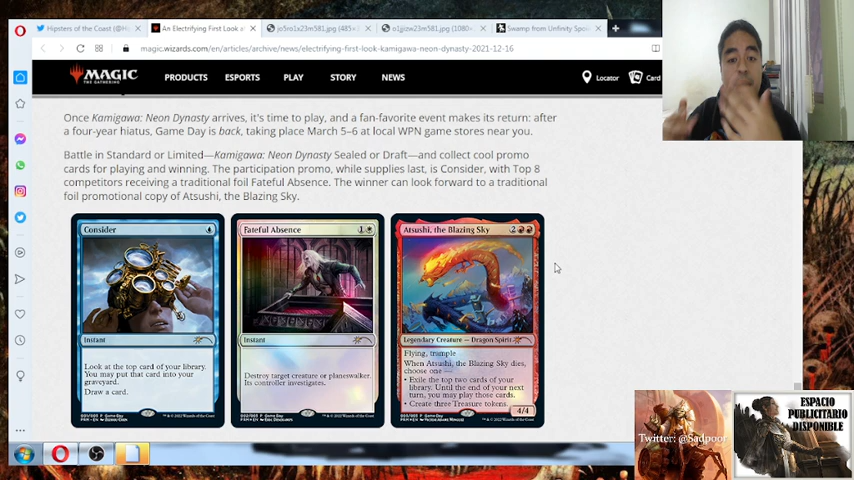 Hipsters of the Coast (@Hi
An Electrifying First Look a
jo5ro1x23m581.jpg (485×
o1jjizw23m581.jpg (1080×
Swamp from Unfinity Spoi
magic.wizards.com/en/articles/archive/news/electrifying-first-look-kamigawa-neon-dynasty-2021-12-16
MAGIC
THE GATHERING
PRODUCTS
ESPORTS
PLAY
STORY
NEWS
Locator
Card
Once Kamigawa: Neon Dynasty arrives, it's time to play, and a fan-favorite event makes its return: after
a four-year hiatus, Game Day is back, taking place March 5–6 at local WPN game stores near you.
Battle in Standard or Limited—Kamigawa: Neon Dynasty Sealed or Draft—and collect cool promo
cards for playing and winning. The participation promo, while supplies last, is Consider, with Top 8
competitors receiving a traditional foil Fateful Absence. The winner can look forward to a traditional
foil promotional copy of Atsushi, the Blazing Sky.
Consider
Instant
Look at the top card of your library.
You may put that card into your
graveyard.
Draw a card.
Fateful Absence
1
Instant
Destroy target creature or planeswalker.
Its controller investigates.
Atsushi, the Blazing Sky
2
Legendary Creature — Dragon Spirit
Flying, trample
When Atsushi, the Blazing Sky dies,
choose one —
• Exile the top two cards of your
library. Until the end of your next
turn, you may play those cards.
• Create three Treasure tokens.
4/4
Twitter: @Sadpoor
ESPACIO
PUBLICITARIO
DISPONIBLE